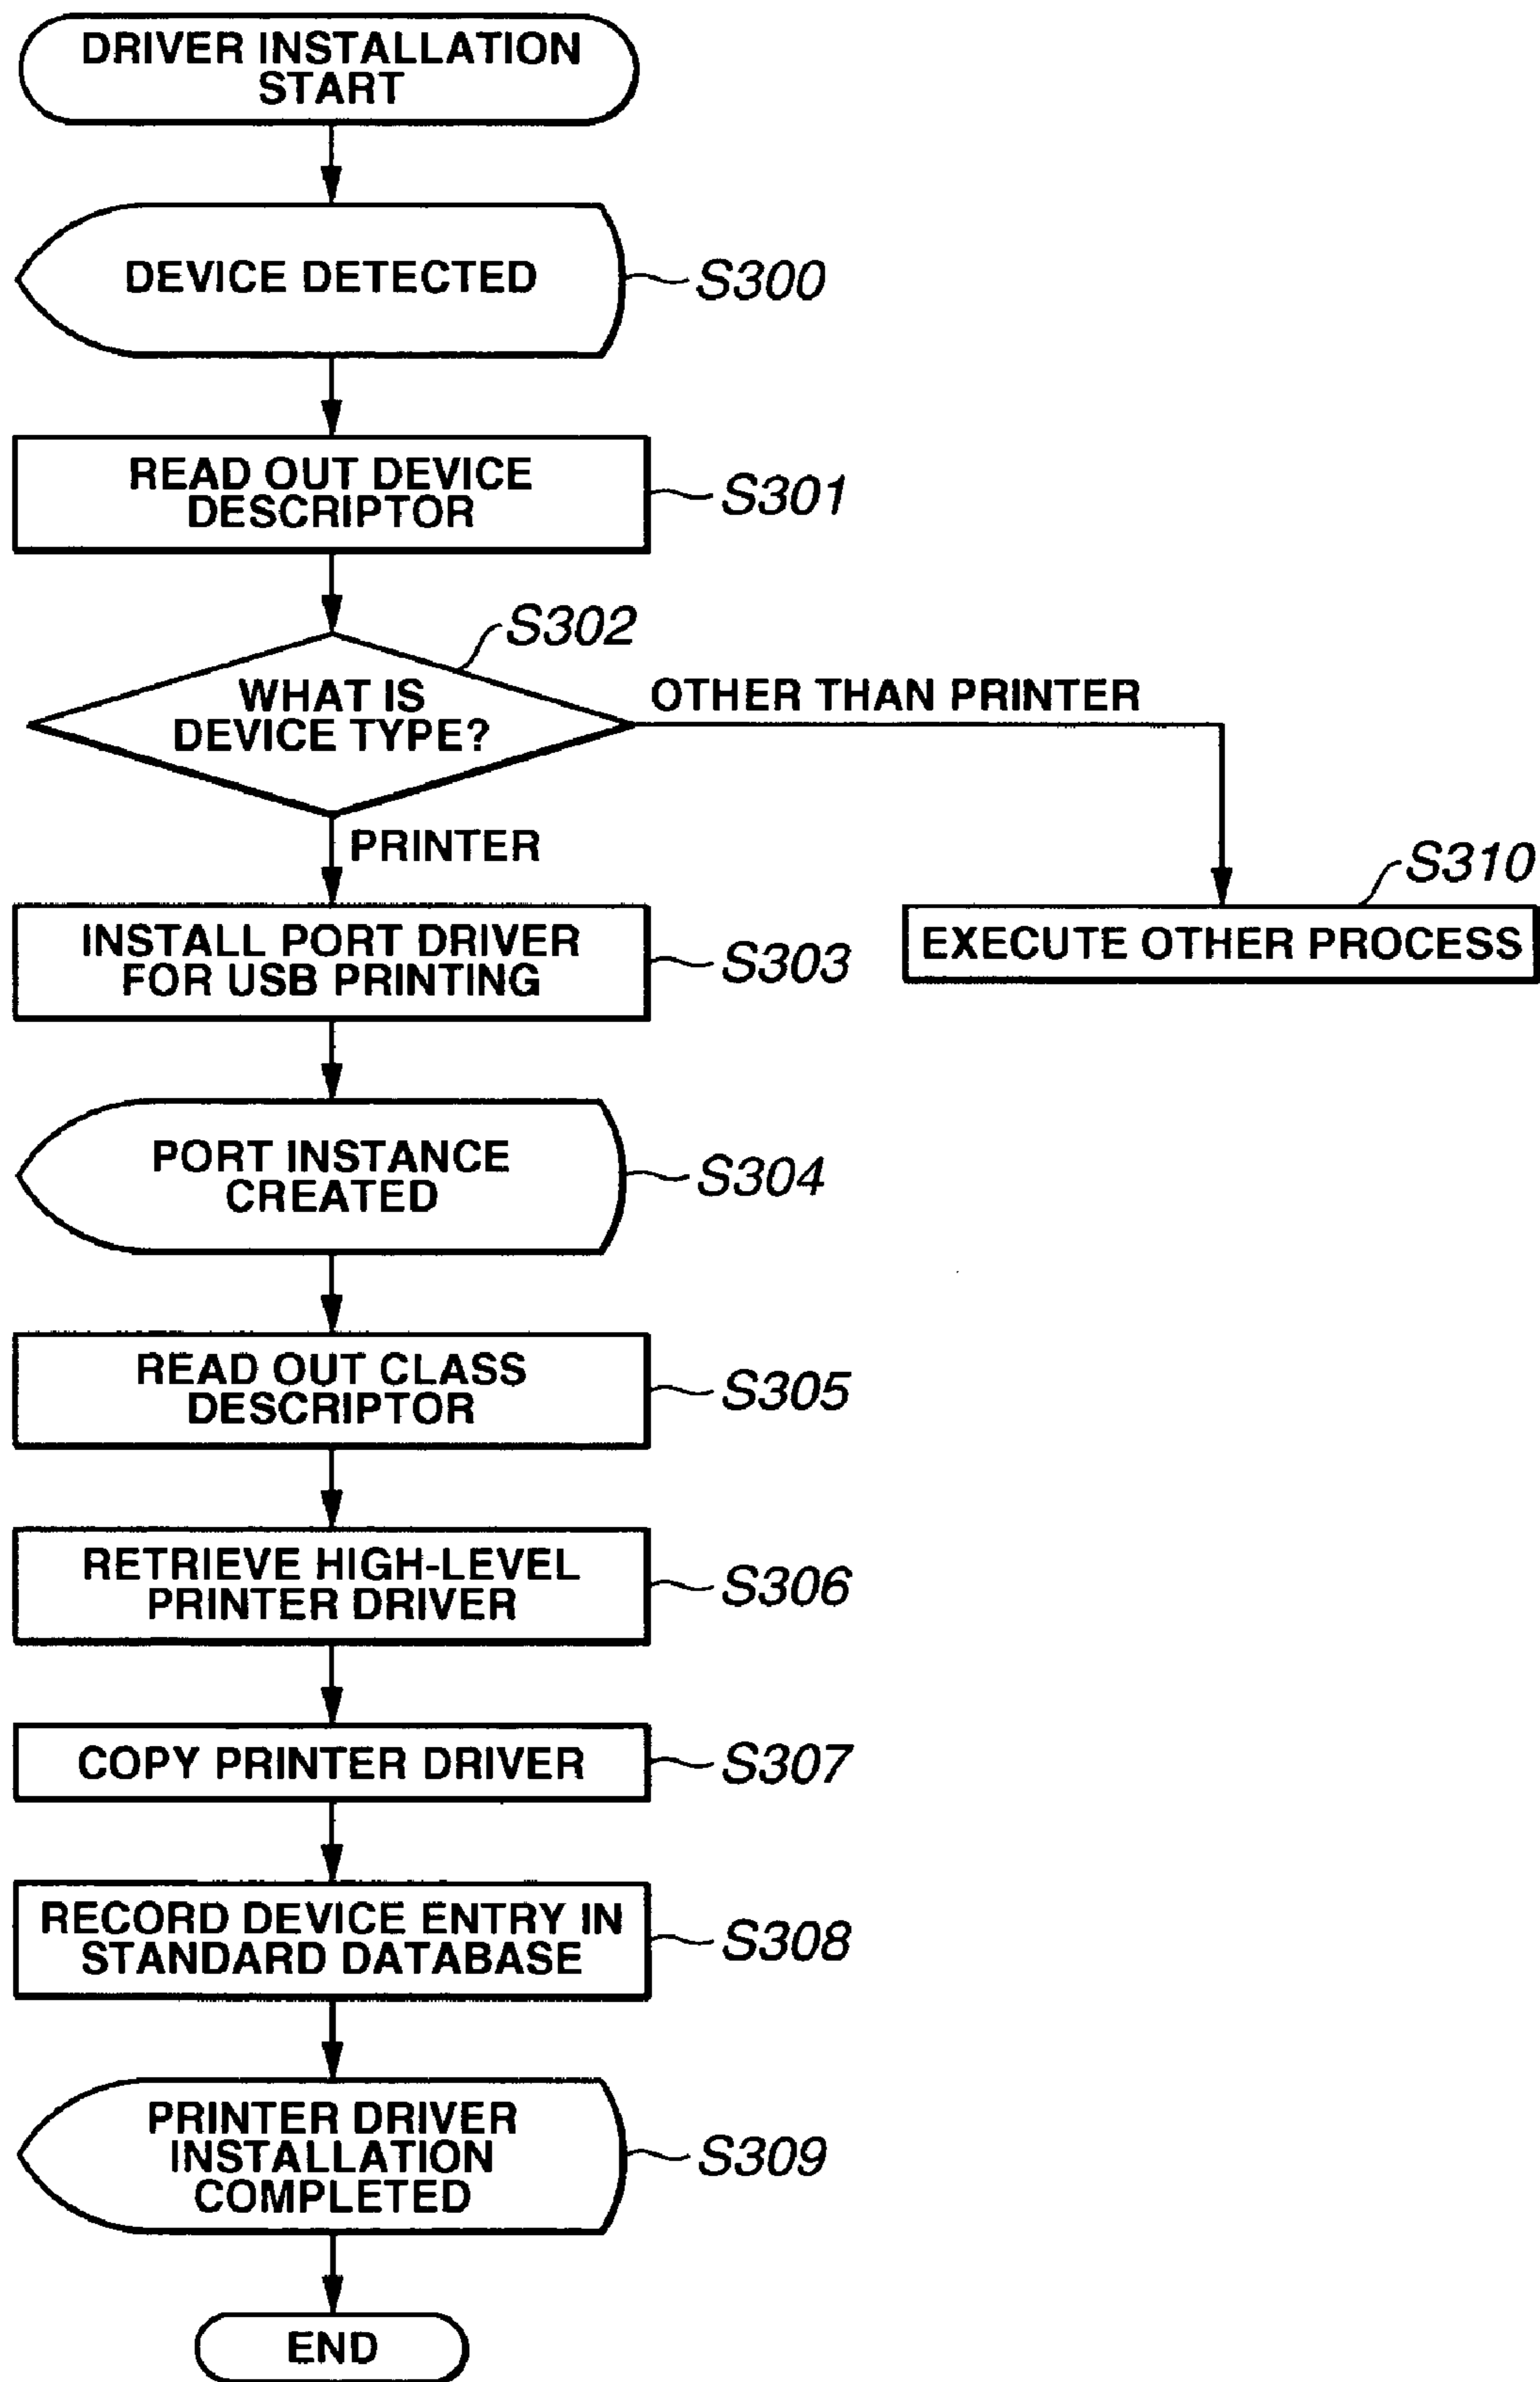 DRIVER INSTALLATION
START
DEVICE DETECTED
S300
READ OUT DEVICE
DESCRIPTOR
S301
S302
WHAT IS
DEVICE TYPE?
OTHER THAN PRINTER
PRINTER
S310
INSTALL PORT DRIVER
FOR USB PRINTING
S303
EXECUTE OTHER PROCESS
PORT INSTANCE
CREATED
S304
READ OUT CLASS
DESCRIPTOR
S305
RETRIEVE HIGH-LEVEL
PRINTER DRIVER
S306
COPY PRINTER DRIVER
S307
RECORD DEVICE ENTRY IN
STANDARD DATABASE
S308
PRINTER DRIVER
INSTALLATION
COMPLETED
S309
END